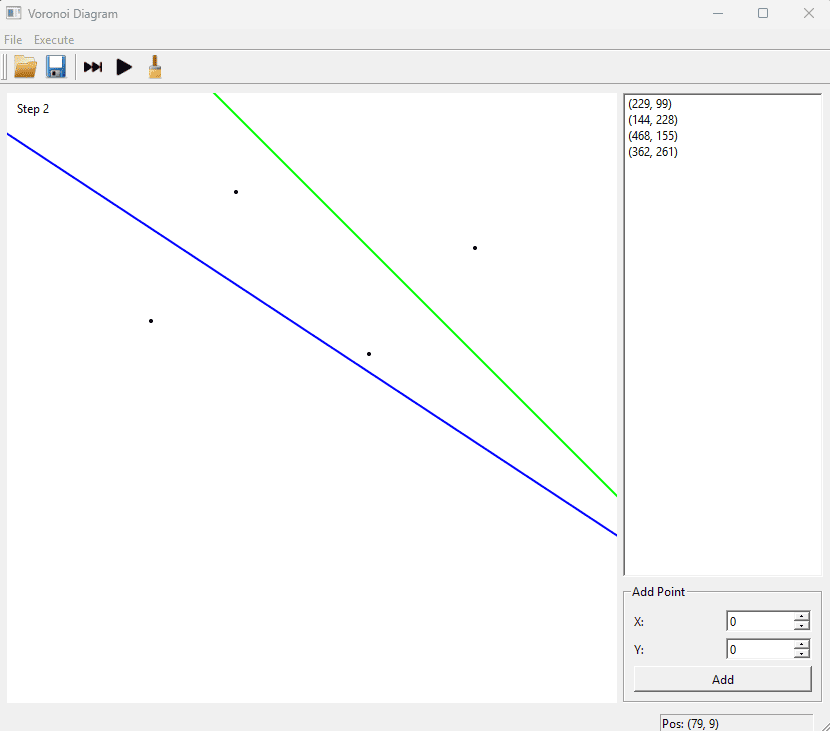 Voronoi Diagram
File Execute
Step 2
(229, 99)
(144, 228)
(468, 155)
(362, 261)
Add Point
X: 0
Y: 0
Add
Pos: (79, 9)